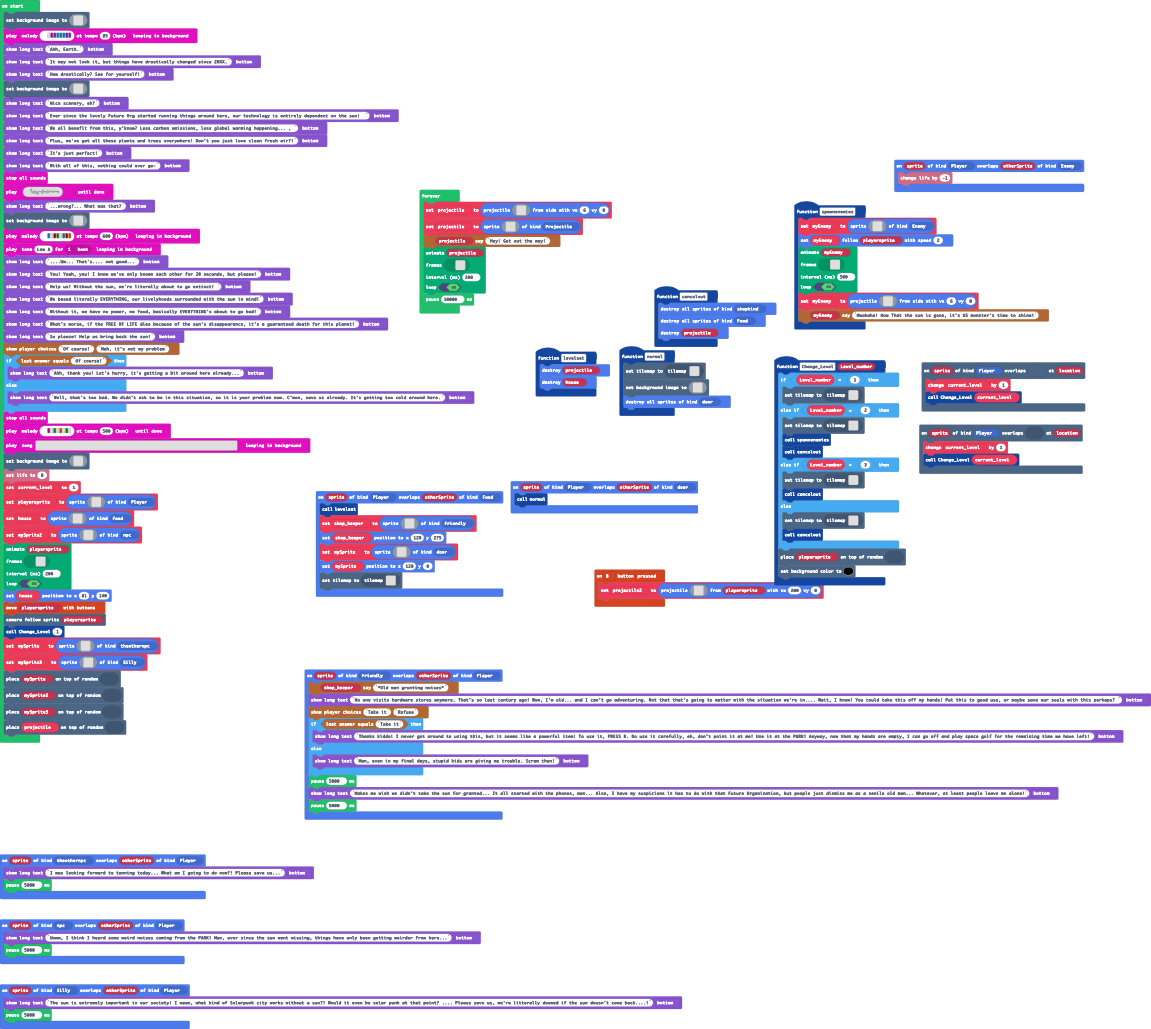 on start
set background image to
play melody at tempo 85 (bpm) looping in background
show long text Ahh, Earth. bottom
show long text It may not look it, but things have drastically changed since 20XX. bottom
show long text How drastically? See for yourself! bottom
set background image to
show long text Nice scenery, eh? bottom
show long text Ever since the lovely Future Org started running things around here, our technology is entirely dependent on the sun! bottom
show long text We all benefit from this, y'know? Less carbon emissions, less global warming happening... , bottom
show long text Plus, we've got all these plants and trees everywhere! Don't you just love clean fresh air?! bottom
show long text It's just perfect! bottom
show long text With all of this, nothing could ever go- bottom
stop all sounds
play until done
show long text ...wrong?... What was that? bottom
set background image to
play melody at tempo 600 (bpm) looping in background
play tone Low A for 1 beat looping in background
show long text ....Um... That's.... not good... bottom
show long text You! Yeah, you! I know we've only known each other for 20 seconds, but please! bottom
show long text Help us! Without the sun, we're literally about to go extinct! bottom
show long text We based literally EVERYTHING, our livelyhoods surrounded with the sun in mind! bottom
show long text Without it, we have no power, no food, basically EVERYTHING's about to go bad! bottom
show long text What's worse, if the TREE OF LIFE dies because of the sun's disappearance, it's a guaranteed death for this planet! bottom
show long text So please! Help us bring back the sun! bottom
show player choices Of course! Nah, it's not my problem
if last answer equals Of course! then
show long text Ahh, thank you! Let's hurry, it's getting a bit around here already... bottom
else
show long text Well, that's too bad. We didn't ask to be in this situation, so it is your problem now. C'mon, save us already. It's getting too cold around here. bottom
stop all sounds
play melody at tempo 500 (bpm) until done
play song looping in background
set background image to
set life to
set current_level to 1
set playersprite to sprite of kind Player
set house to sprite of kind Food
set mySprite2 to sprite of kind npc
animate playersprite
frames
interval (ms) 200
loop
set house position to x 31 y 140
move playersprite with buttons
camera follow sprite playersprite
call Change_Level 1
set mySprite to sprite of kind theothernpc
set mySprite3 to sprite of kind Silly
place mySprite on top of random
place mySprite2 on top of random
place mySprite3 on top of random
place projectile on top of random
forever
set projectile to projectile from side with vx 6 vy 0
set projectile to sprite of kind Projectile
projectile say Hey! Get out the way!
animate projectile
frames
interval (ms) 200
loop
pause ms
on sprite of kind Player overlaps otherSprite of kind Enemy
change life by -1
function spawnenemies
set myEnemy to sprite of kind Enemy
set myEnemy follow playersprite with speed
animate myEnemy
frames
interval (ms) 500
loop
set myEnemy to projectile from side with vx 6 vy 0
myEnemy say Mwahaha! Now That the sun is gone, it's US monster's time to shine!
function cancelout
destroy all sprites of kind shopkind
destroy all sprites of kind Food
destroy projectile
function levelset
destroy projectile
destroy house
function normal
set tilemap to tilemap
set background image to
destroy all sprites of kind door
function Change_Level Level_number
if Level_number = 1 then
set tilemap to tilemap
else if Level_number = 2 then
set tilemap to tilemap
call spawnenemies
call cancelout
else if Level_number = 3 then
set tilemap to tilemap
call cancelout
else
set tilemap to tilemap
call cancelout
place playersprite on top of random
set background color to
on sprite of kind Player overlaps at location
change current_level by 1
call Change_Level current_level
on sprite of kind Player overlaps at location
change current_level by 1
call Change_Level current_level
on sprite of kind Player overlaps otherSprite of kind Food
call levelset
set shop_keeper to sprite of kind Friendly
set shop_keeper position to x 120 y 275
set mySprite to sprite of kind door
set mySprite position to x 120 y 0
set tilemap to tilemap
on sprite of kind Player overlaps otherSprite of kind door
call normal
on B button pressed
set projectile2 to projectile from playersprite with vx 200 vy 0
on sprite of kind Friendly overlaps otherSprite of kind Player
shop_keeper say *Old man grunting noises*
show long text No one visits hardware stores anymore. That's so last century ago! Man, I'm old... and I can't go adventuring. Not that that's going to matter with the situation we're in.... Wait, I know! You could take this off my hands! Put this to good use, or maybe save our souls with this perhaps? bottom
show player choices Take it Refuse
if last answer equals Take it then
show long text Thanks kiddo! I never got around to using this, but it seems like a powerful item! To use it, PRESS B. Do use it carefully, eh, don't point it at me! Use it at the PARK! Anyway, now that my hands are empty, I can go off and play space golf for the remaining time we have left! bottom
else
show long text Man, even in my final days, stupid kids are giving me trouble. Scram then! bottom
pause 5000 ms
show long text Makes me wish we didn't take the sun for granted... It all started with the phones, man... Also, I have my suspicions it has to do with that Future Organization, but people just dismiss me as a senile old man... Whatever, at least people leave me alone! bottom
pause 5000 ms
on sprite of kind theothernpc overlaps otherSprite of kind Player
show long text I was looking forward to tanning today... What am I going to do now?! Please save us... bottom
pause 5000 ms
on sprite of kind npc overlaps otherSprite of kind Player
show long text Umm, I think I heard some weird noises coming from the PARK! Man, ever since the sun went missing, things have only been getting weirder from here... bottom
pause 5000 ms
on sprite of kind Silly overlaps otherSprite of kind Player
show long text The sun is extremely important in our society! I mean, what kind of Solarpunk city works without a sun?! Would it even be solar punk at that point? .... Please save us, we're litterally doomed if the sun doesn't come back....! bottom
pause 5000 ms